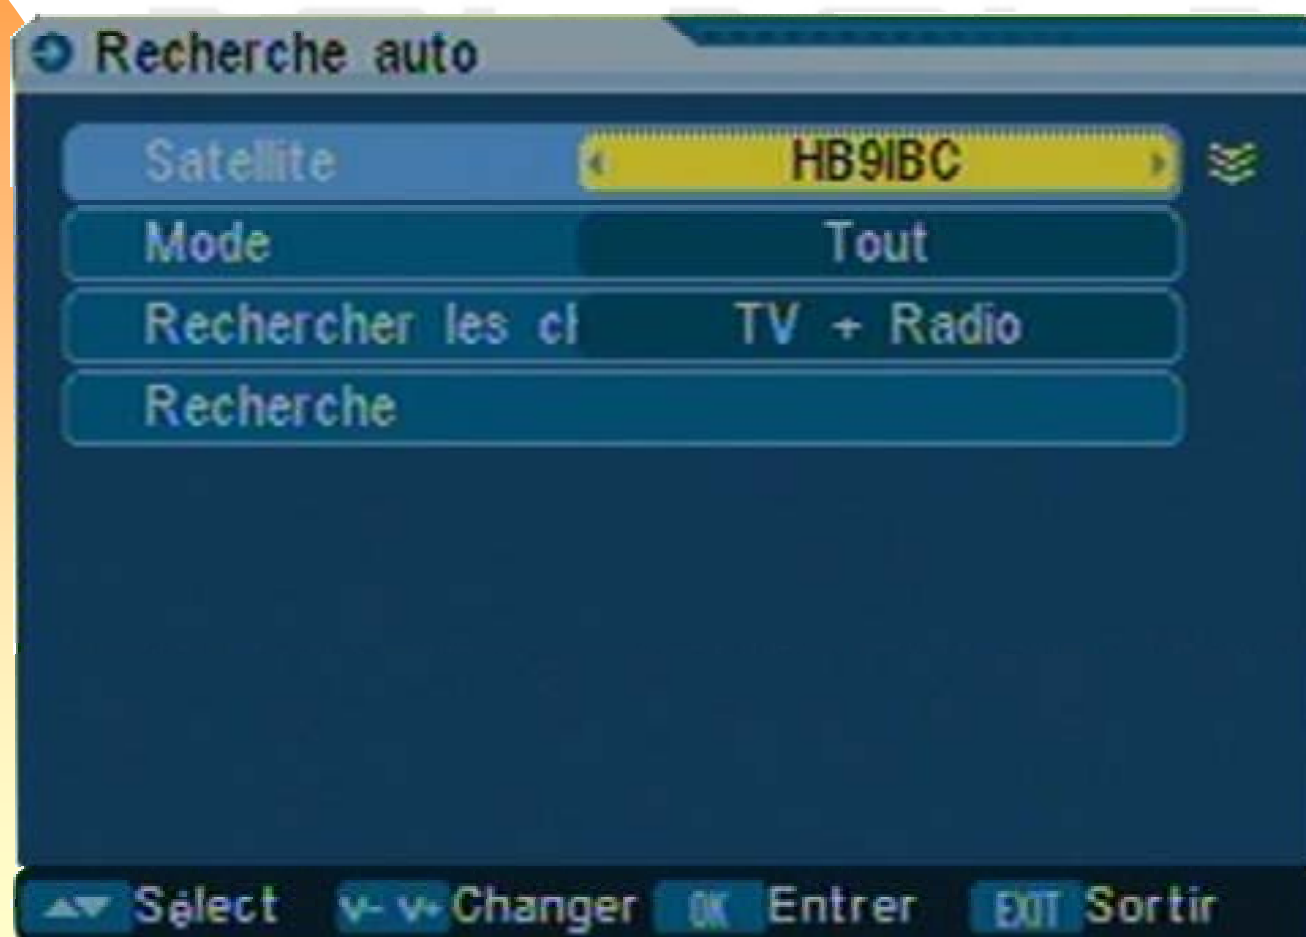 Recherche auto
Satellite HB9IBC
Mode Tout
Rechercher les cl TV + Radio
Recherche
Sélect V- V+ Changer OK Entrer EXIT Sortir